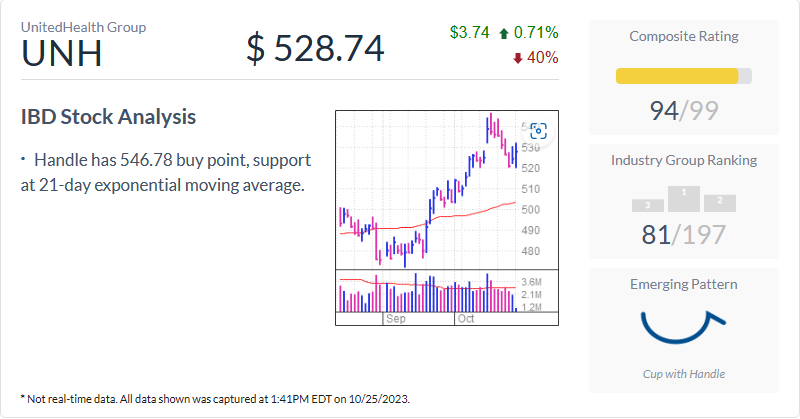 UnitedHealth Group
UNH
$ 528.74
$3.74 0.71%
40%
IBD Stock Analysis
• Handle has 546.78 buy point, support
at 21-day exponential moving average.
530
520
510
500
490
480
3.6M
2.1M
1.2M
Sep
Oct
Composite Rating
94/99
Industry Group Ranking
3
1
2
81/197
Emerging Pattern
Cup with Handle
* Not real-time data. All data shown was captured at 1:41PM EDT on 10/25/2023.